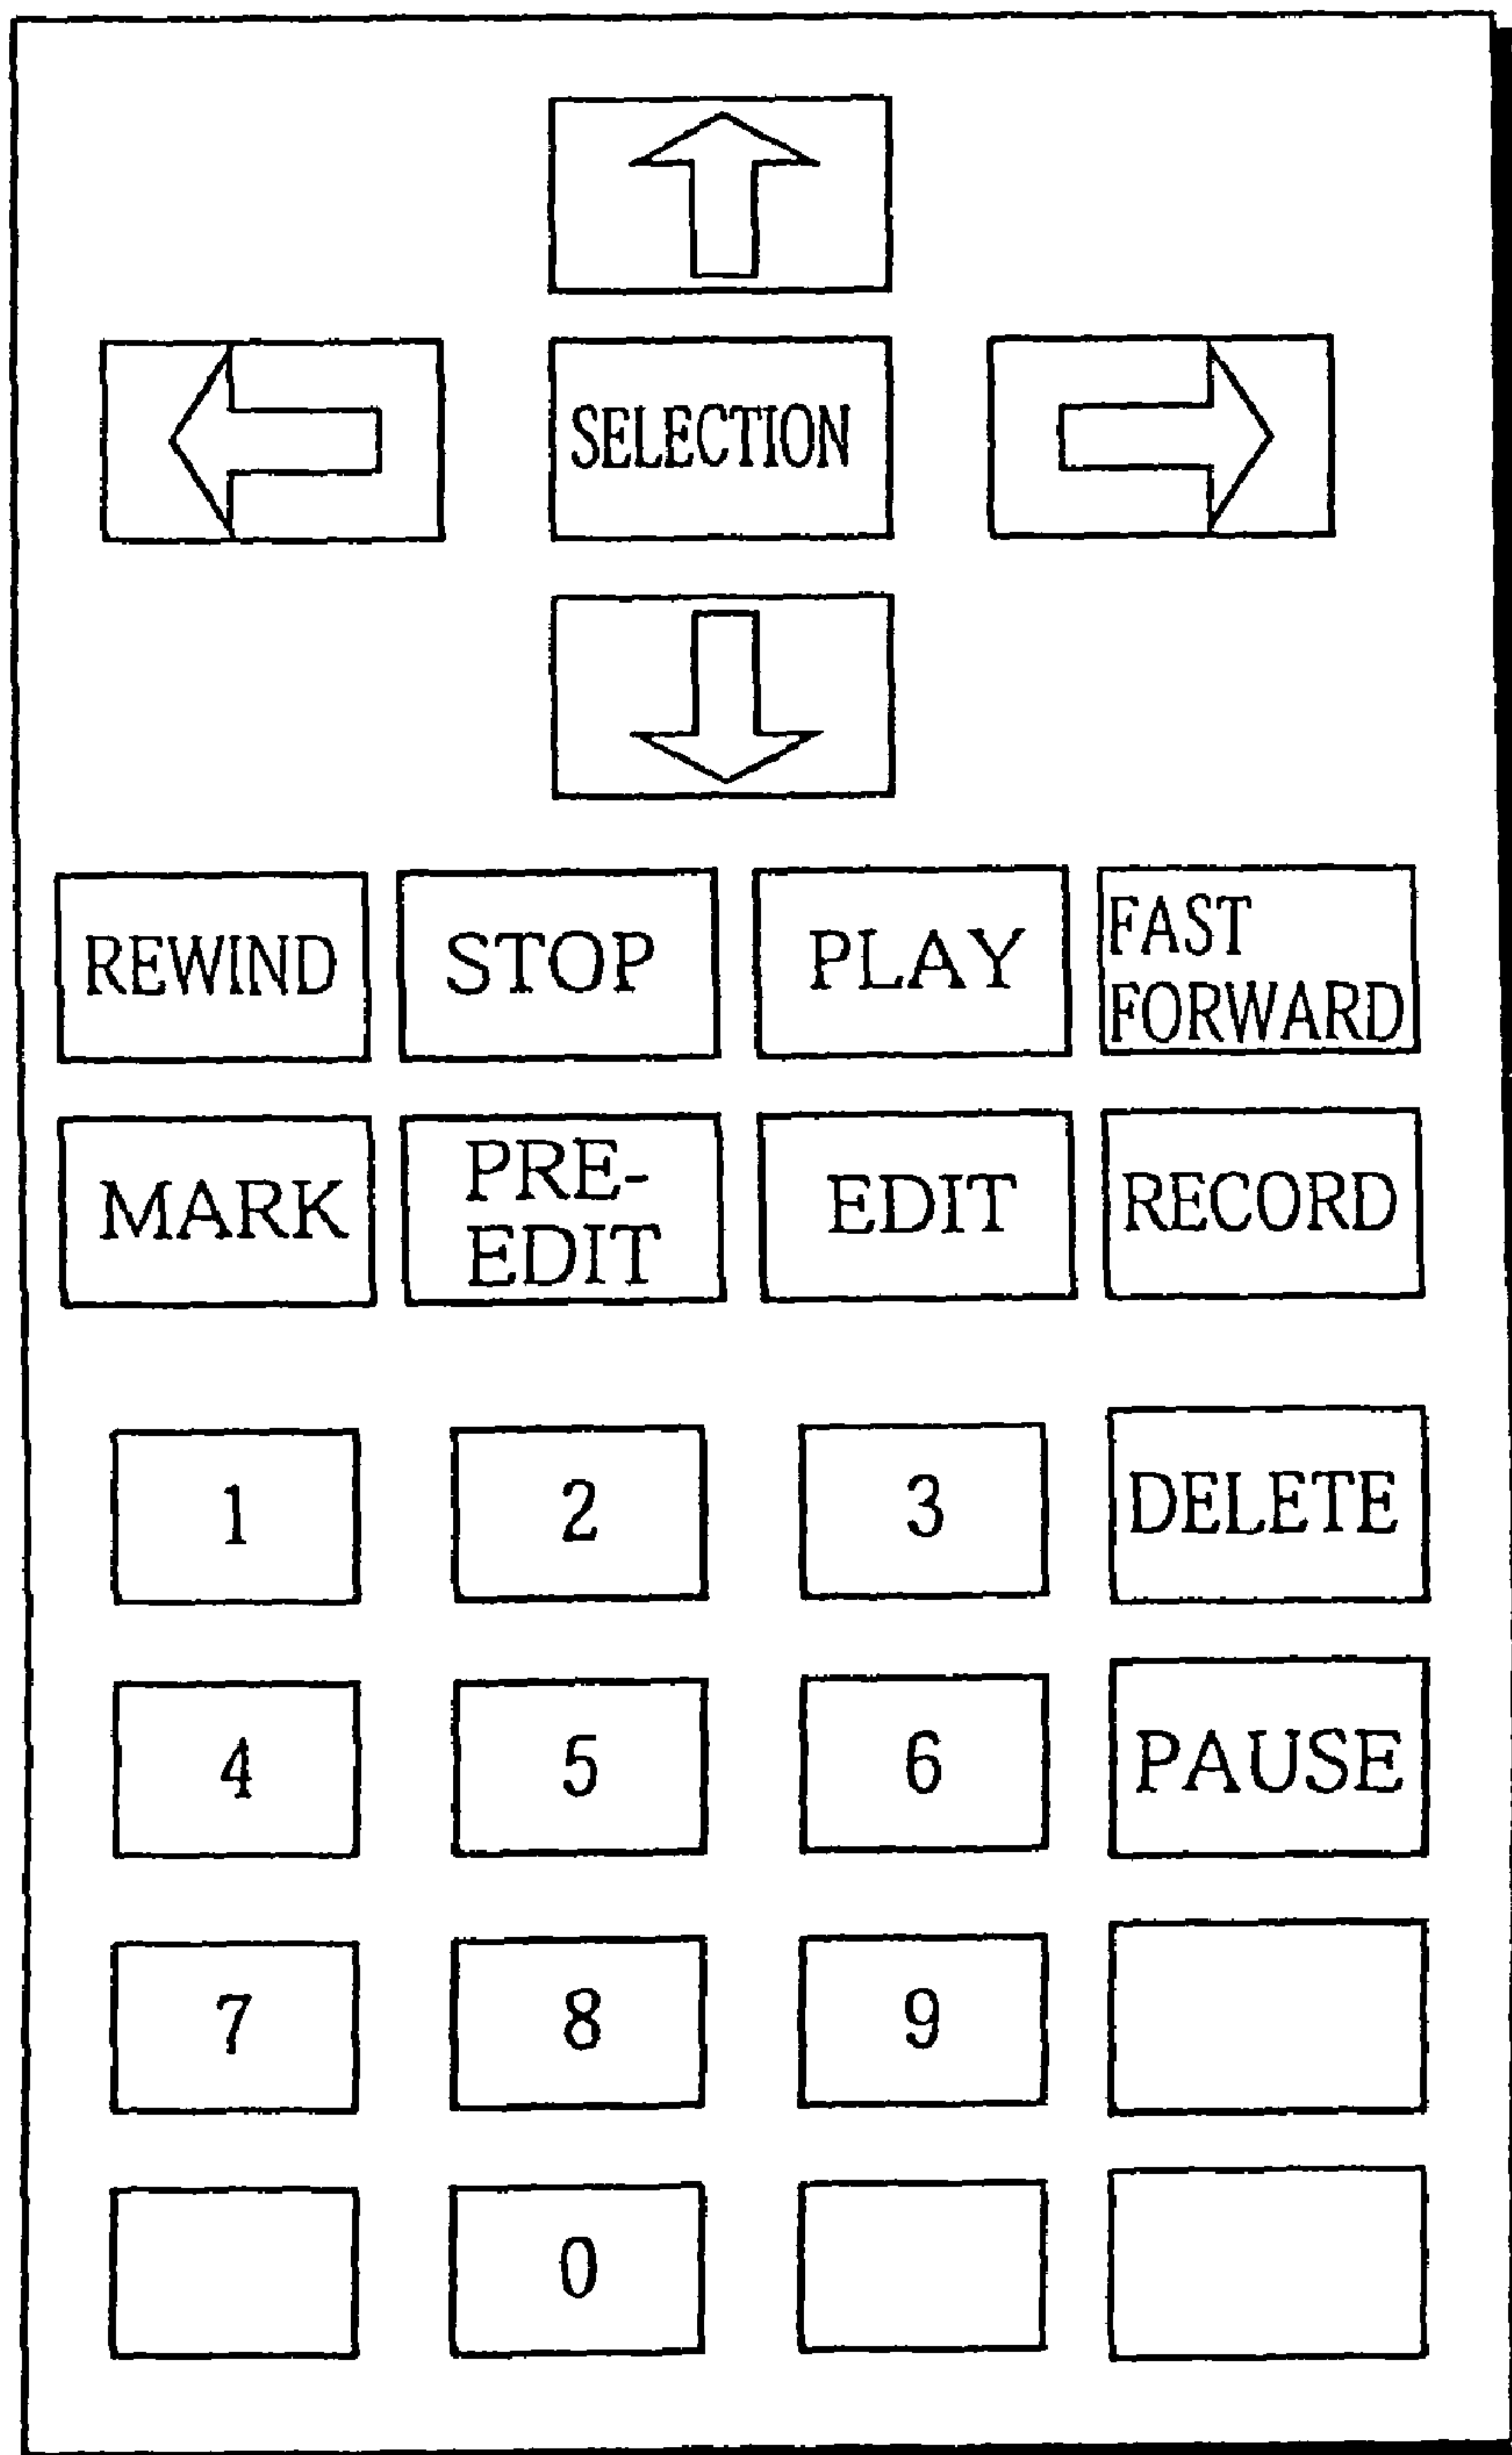 SELECTION
REWIND
STOP
PLAY
FAST
FORWARD
MARK
PRE-
EDIT
EDIT
RECORD
1
2
3
DELETE
4
5
6
PAUSE
7
8
9
0